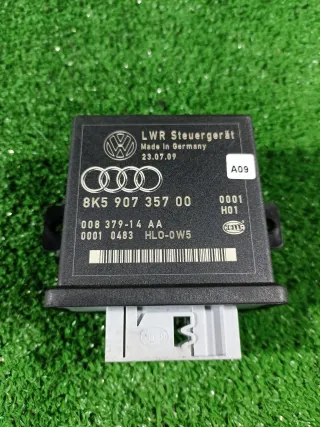 LWR Steuergerät
Made in Germany
23.07.09
A09
8K5 907 357 00
0001
H01
008 379-14 AA
0001 0483 HLO-0W5
HELLA